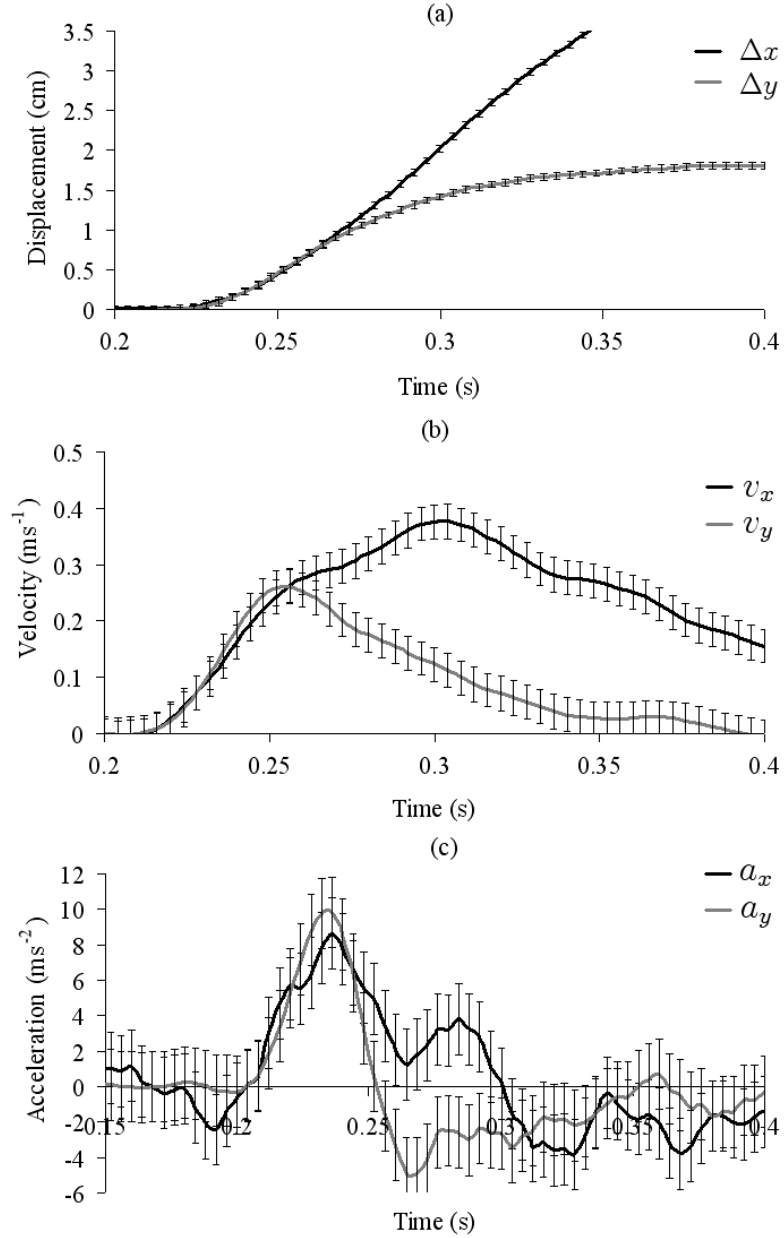 (a)
3.5
3
2.5
2
1.5
1
0.5
0
Displacement (cm)
Δx
Δy
0.2 0.25 0.3 0.35 0.4
Time (s)
(b)
0.5
0.4
0.3
0.2
0.1
0
Velocity (ms⁻¹)
vₓ
v_y
0.2 0.25 0.3 0.35 0.4
Time (s)
(c)
12
10
8
6
4
2
0
-2
-4
-6
Acceleration (ms⁻²)
aₓ
a_y
0.15 0.2 0.25 0.3 0.35 0.4
Time (s)